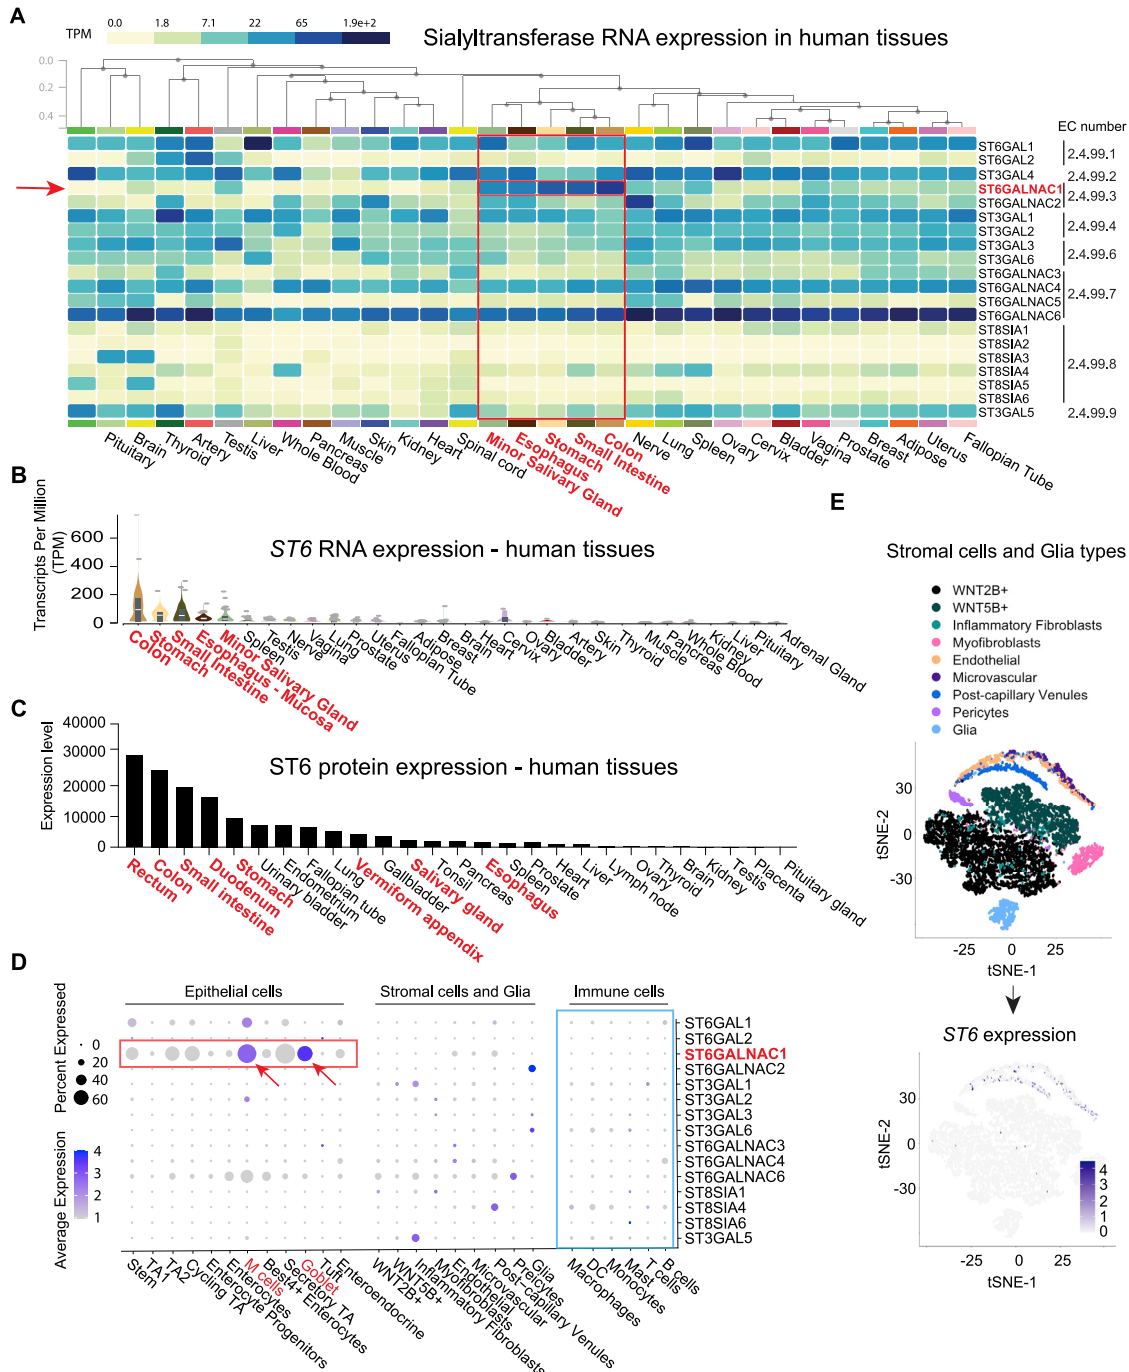 A
TPM
0.0 1.8 7.1 22 65 1.9e+2
Sialyltransferase RNA expression in human tissues
0.0
0.2
0.4
EC number
ST6GAL1
ST6GAL2
2.4.99.1
ST3GAL4
2.4.99.2
ST6GALNAC1
ST6GALNAC2
2.4.99.3
ST3GAL1
ST3GAL2
2.4.99.4
ST3GAL3
ST3GAL6
2.4.99.6
ST6GALNAC3
ST6GALNAC4
ST6GALNAC5
ST6GALNAC6
2.4.99.7
ST8SIA1
ST8SIA2
ST8SIA3
ST8SIA4
ST8SIA5
ST8SIA6
2.4.99.8
ST3GAL5
2.4.99.9
Pituitary
Brain
Thyroid
Artery
Testis
Liver
Whole Blood
Pancreas
Muscle
Skin
Kidney
Heart
Spinal cord
Minor Salivary Gland
Esophagus
Stomach
Small Intestine
Colon
Nerve
Lung
Spleen
Ovary
Cervix
Bladder
Vagina
Prostate
Breast
Adipose
Uterus
Fallopian Tube
B
ST6 RNA expression - human tissues
Transcripts Per Million
(TPM)
600
400
200
0
Colon
Stomach
Small Intestine
Esophagus - Mucosa
Minor Salivary Gland
Spleen
Testis
Nerve
Vagina
Lung
Prostate
Uterus
Fallopian Tube
Adipose
Breast
Brain
Heart
Cervix
Ovary
Bladder
Artery
Skin
Thyroid
Muscle
Pancreas
Whole Blood
Kidney
Liver
Pituitary
Adrenal Gland
C
ST6 protein expression - human tissues
Expression level
40000
30000
20000
10000
0
Rectum
Colon
Small intestine
Duodenum
Stomach
Urinary bladder
Endometrium
Fallopian tube
Lung
Vermiform appendix
Gallbladder
Salivary gland
Tonsil
Pancreas
Esophagus
Spleen
Prostate
Heart
Liver
Lymph node
Ovary
Thyroid
Brain
Kidney
Testis
Placenta
Pituitary gland
D
Epithelial cells
Stromal cells and Glia
Immune cells
Percent Expressed
0
20
40
60
Average Expression
4
3
2
1
ST6GAL1
ST6GAL2
ST6GALNAC1
ST6GALNAC2
ST3GAL1
ST3GAL2
ST3GAL3
ST3GAL6
ST6GALNAC3
ST6GALNAC4
ST6GALNAC6
ST8SIA1
ST8SIA4
ST8SIA6
ST3GAL5
Stem
TA1
TA2
Cycling TA
Enterocyte Progenitors
Enterocytes
M cells
Best4+ Enterocytes
Secretory TA
Goblet
Tuft
Enteroendocrine
WNT2B+
WNT5B+
Inflammatory Fibroblasts
Myofibroblasts
Endothelial
Microvascular
Post-capillary Venules
Preicytes
Glia
Macrophages
DC
Monocytes
Mast
T cells
B cells
E
Stromal cells and Glia types
WNT2B+
WNT5B+
Inflammatory Fibroblasts
Myofibroblasts
Endothelial
Microvascular
Post-capillary Venules
Pericytes
Glia
tSNE-2
30
0
-30
-25 0 25
tSNE-1
ST6 expression
tSNE-2
30
0
-30
4
3
2
1
0
-25 0 25
tSNE-1